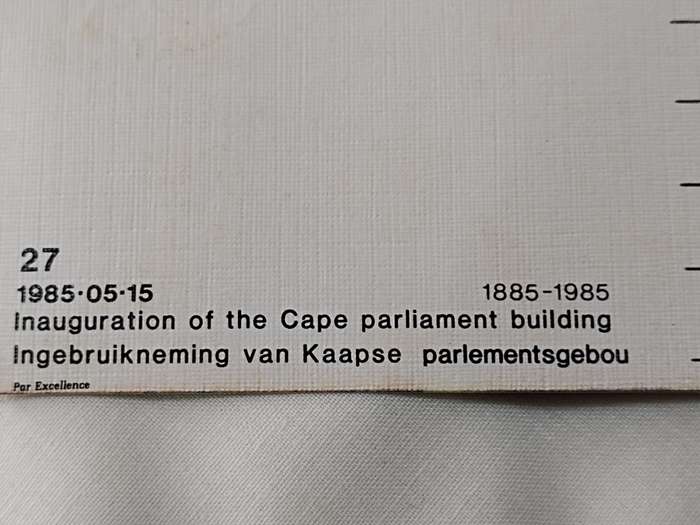 27
1985·05·15 1885-1985
Inauguration of the Cape parliament building
Ingebruikneming van Kaapse parlementsgebou
Par Excellence